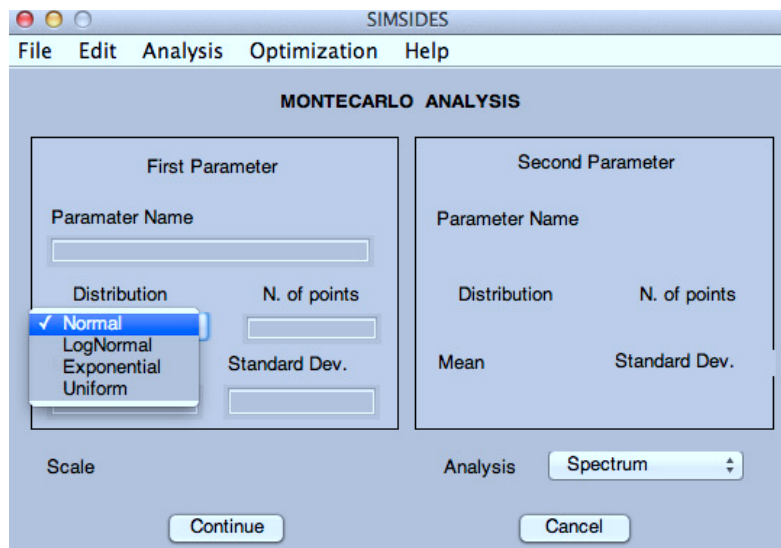 SIMSIDES
File Edit Analysis Optimization Help
MONTECARLO ANALYSIS
First Parameter
Paramater Name
Distribution N. of points
✓ Normal
LogNormal
Exponential
Uniform
Standard Dev.
Second Parameter
Parameter Name
Distribution N. of points
Mean Standard Dev.
Scale
Analysis Spectrum
Continue Cancel